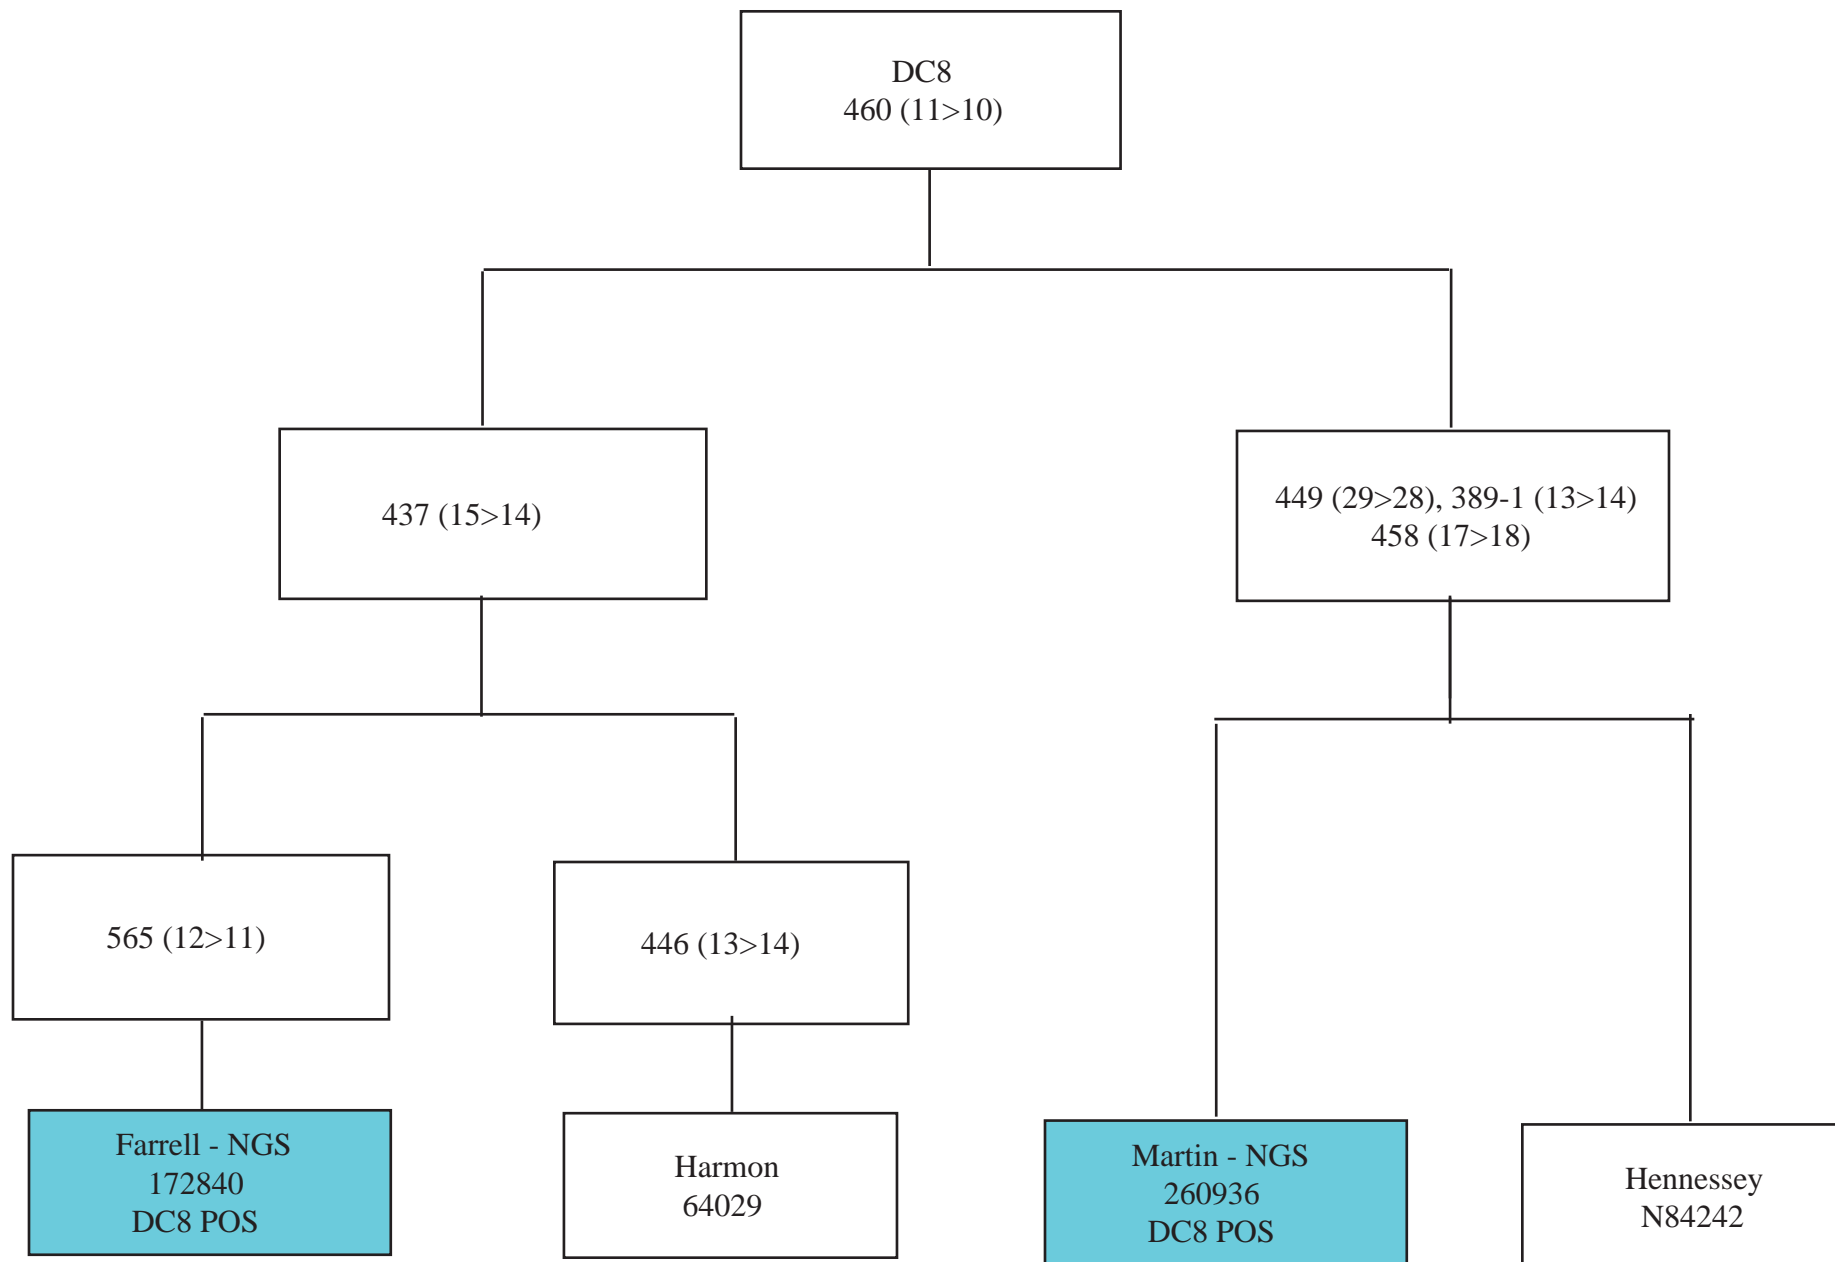 DC8
460 (11>10)
437 (15>14)
449 (29>28), 389-1 (13>14)
458 (17>18)
565 (12>11)
446 (13>14)
Farrell - NGS
172840
DC8 POS
Harmon
64029
Martin - NGS
260936
DC8 POS
Hennessey
N84242